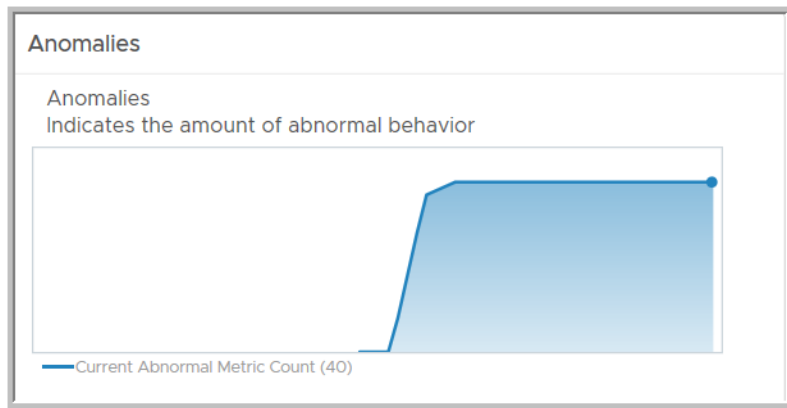 Anomalies
Anomalies
Indicates the amount of abnormal behavior
Current Abnormal Metric Count (40)